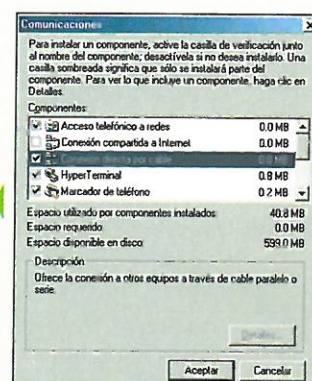 Comunicaciones
Para instalar un componente, active la casilla de verificación junto
al nombre del componente; desactívela si no desea instalarlo. Una
casilla sombreada significa que sólo se instalará parte del
componente. Para ver lo que incluye un componente, haga clic en
Detalles.
Componentes:
Acceso telefónico a redes 0.0 MB
Conexión compartida a Internet 0.0 MB
Conexión directa por cable 0.0 MB
HyperTerminal 0.8 MB
Marcador de teléfono 0.2 MB
Espacio utilizado por componentes instalados: 40.8 MB
Espacio requerido: 0.0 MB
Espacio disponible en disco: 599.0 MB
Descripción
Ofrece la conexión a otros equipos a través de cable paralelo o
serie.
Detalles...
Aceptar Cancelar